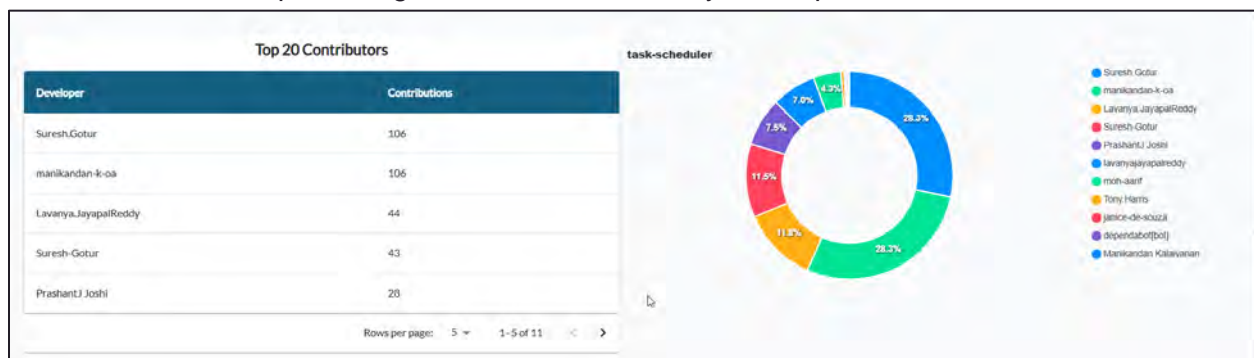 Top 20 Contributors
Developer Contributions
Suresh.Gotur 106
manikandan-k-oa 106
Lavanya.JayapalReddy 44
Suresh-Gotur 43
PrashantJ Joshi 28
Rows per page: 5 1-5 of 11
task-scheduler
28.3%
28.3%
11.8%
11.5%
7.5%
7.0%
4.3%
Suresh.Gotur
manikandan-k-oa
Lavanya.JayapalReddy
Suresh-Gotur
PrashantJ Joshi
lavanyajayapalreddy
moh-aarif
Tony Harris
janice-de-souza
dependabot[bot]
Manikandan Kalaivanan